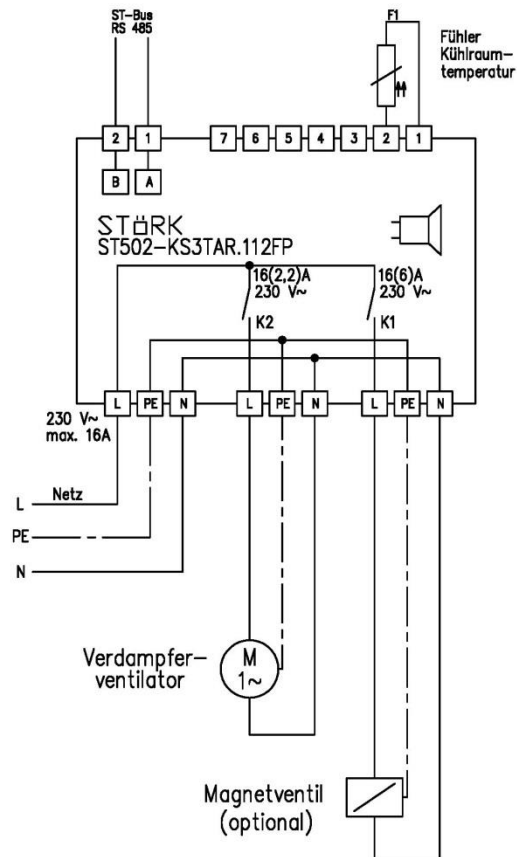 ST-Bus
RS 485
F1
Fühler
Kühlraum-
temperatur
2 1 7 6 5 4 3 2 1
B A
STÖRK
ST502-KS3TAR.112FP
16(2,2)A
230 V~
K2
16(6)A
230 V~
K1
L PE N L PE N L PE N
230 V~
max. 16A
L Netz
PE
N
Verdampfer-
ventilator
M
1~
Magnetventil
(optional)